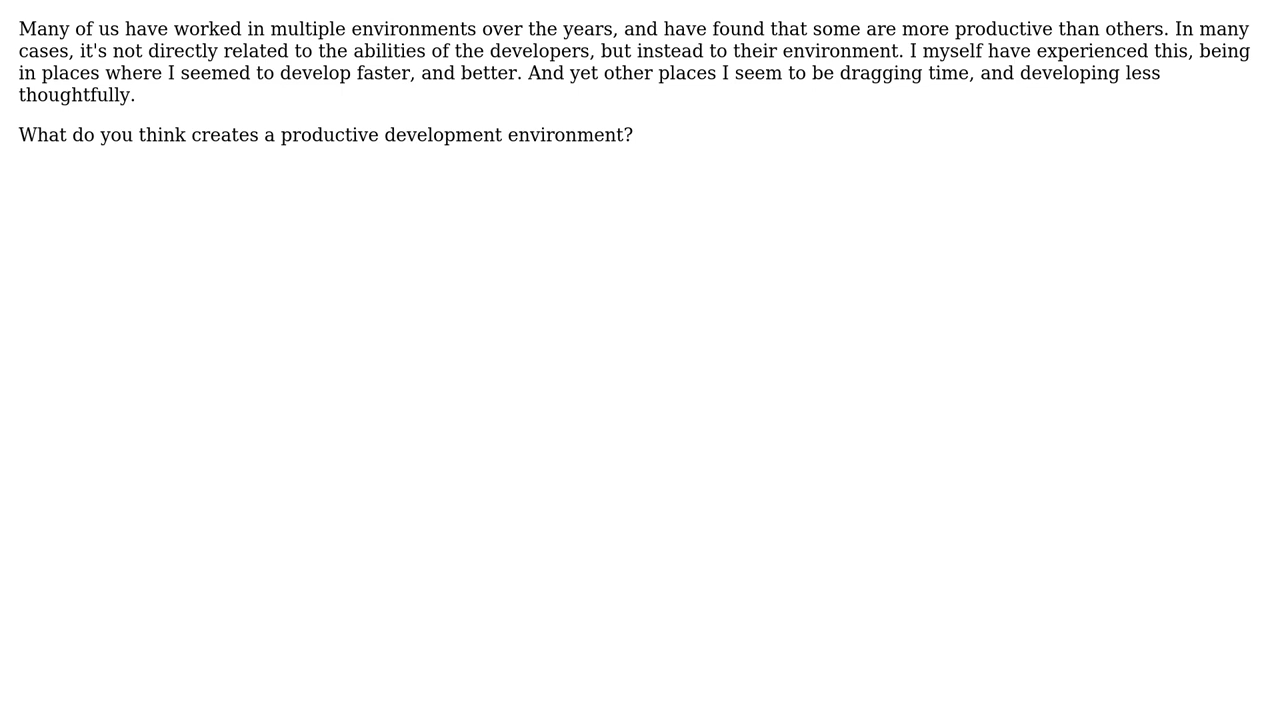 Many of us have worked in multiple environments over the years, and have found that some are more productive than others. In many
cases, it's not directly related to the abilities of the developers, but instead to their environment. I myself have experienced this, being
in places where I seemed to develop faster, and better. And yet other places I seem to be dragging time, and developing less
thoughtfully.
What do you think creates a productive development environment?